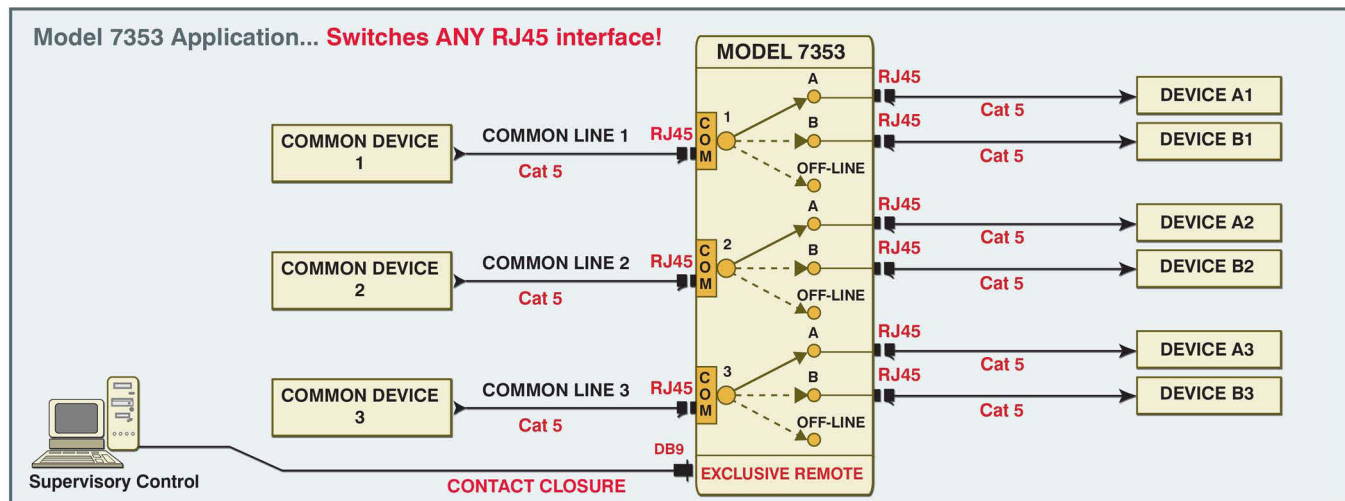 Model 7353 Application... Switches ANY RJ45 interface!
MODEL 7353
COMMON DEVICE
1
COMMON LINE 1
Cat 5
RJ45
COM
1
A
B
OFF-LINE
RJ45
Cat 5
DEVICE A1
RJ45
Cat 5
DEVICE B1
COMMON DEVICE
2
COMMON LINE 2
Cat 5
RJ45
COM
2
A
B
OFF-LINE
RJ45
Cat 5
DEVICE A2
RJ45
Cat 5
DEVICE B2
COMMON DEVICE
3
COMMON LINE 3
Cat 5
RJ45
COM
3
A
B
OFF-LINE
RJ45
Cat 5
DEVICE A3
RJ45
Cat 5
DEVICE B3
Supervisory Control
CONTACT CLOSURE
DB9
EXCLUSIVE REMOTE